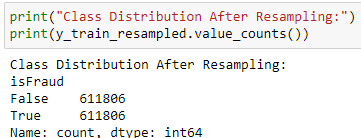 print("Class Distribution After Resampling:")
print(y_train_resampled.value_counts())
Class Distribution After Resampling:
isFraud
False    611806
True     611806
Name: count, dtype: int64